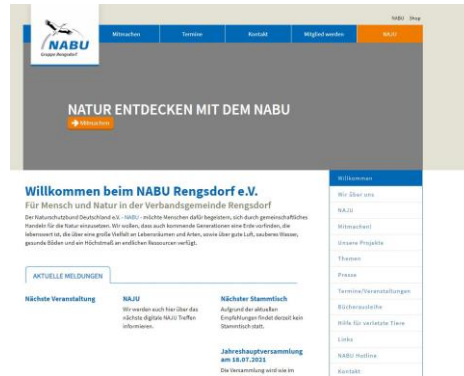 NABU Shop
NABU
Gruppe Rengsdorf
Mitmachen Termine Kontakt Mitglied werden NAJU
NATUR ENTDECKEN MIT DEM NABU
Mitmachen
Willkommen beim NABU Rengsdorf e.V.
Für Mensch und Natur in der Verbandsgemeinde Rengsdorf
Der Naturschutzbund Deutschland e.V. - NABU - möchte Menschen dafür begeistern, sich durch gemeinschaftliches
Handeln für die Natur einzusetzen. Wir wollen, dass auch kommende Generationen eine Erde vorfinden, die
lebenswert ist, die über eine große Vielfalt an Lebensräumen und Arten, sowie über gute Luft, sauberes Wasser,
gesunde Böden und ein Höchstmaß an endlichen Ressourcen verfügt.
AKTUELLE MELDUNGEN
Nächste Veranstaltung
NAJU
Wir werden auch hier über das
nächste digitale NAJU Treffen
informieren.
Nächster Stammtisch
Aufgrund der aktuellen
Empfehlungen findet derzeit kein
Stammtisch statt.
Jahreshauptversammlung
am 18.07.2021
Die Versammlung wird wie im
Willkommen
Wir über uns
NAJU
Mitmachen!
Unsere Projekte
Themen
Presse
Termine/Veranstaltungen
Bücherausleihe
Hilfe für verletzte Tiere
Links
NABU Hotline
Kontakt